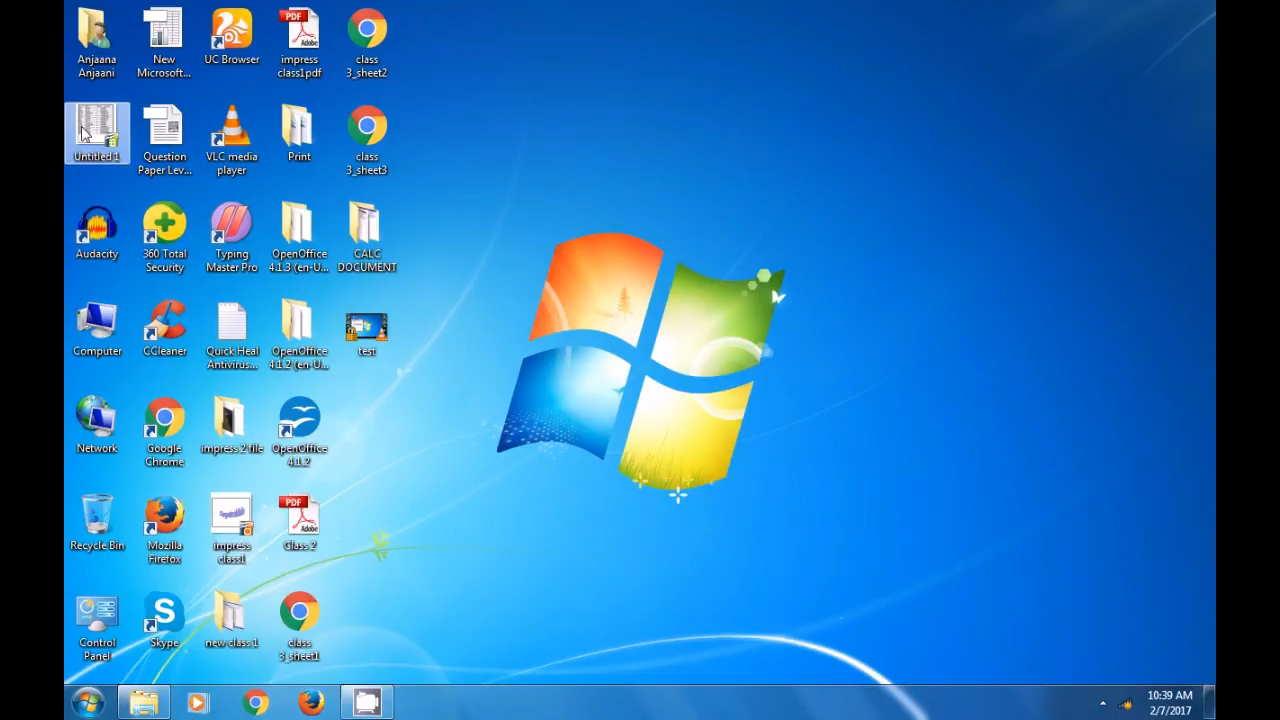 Anjaana
Anjaani
New
Microsoft...
UC Browser
PDF
Adobe
impress
class1pdf
class
3_sheet2
Untitled 1
Question
Paper Lev...
VLC media
player
Print
class
3_sheet3
Audacity
360 Total
Security
Typing
Master Pro
OpenOffice
4.1.3 (en-U...
CALC
DOCUMENT
Computer
CCleaner
Quick Heal
Antivirus...
OpenOffice
4.1.2 (en-U...
test
Network
Google
Chrome
impress 2 file
OpenOffice
4.1.2
Recycle Bin
Mozilla
Firefox
impress
class1
PDF
Adobe
Class 2
Control
Panel
Skype
new class 1
class
3_sheet1
10:39 AM
2/7/2017